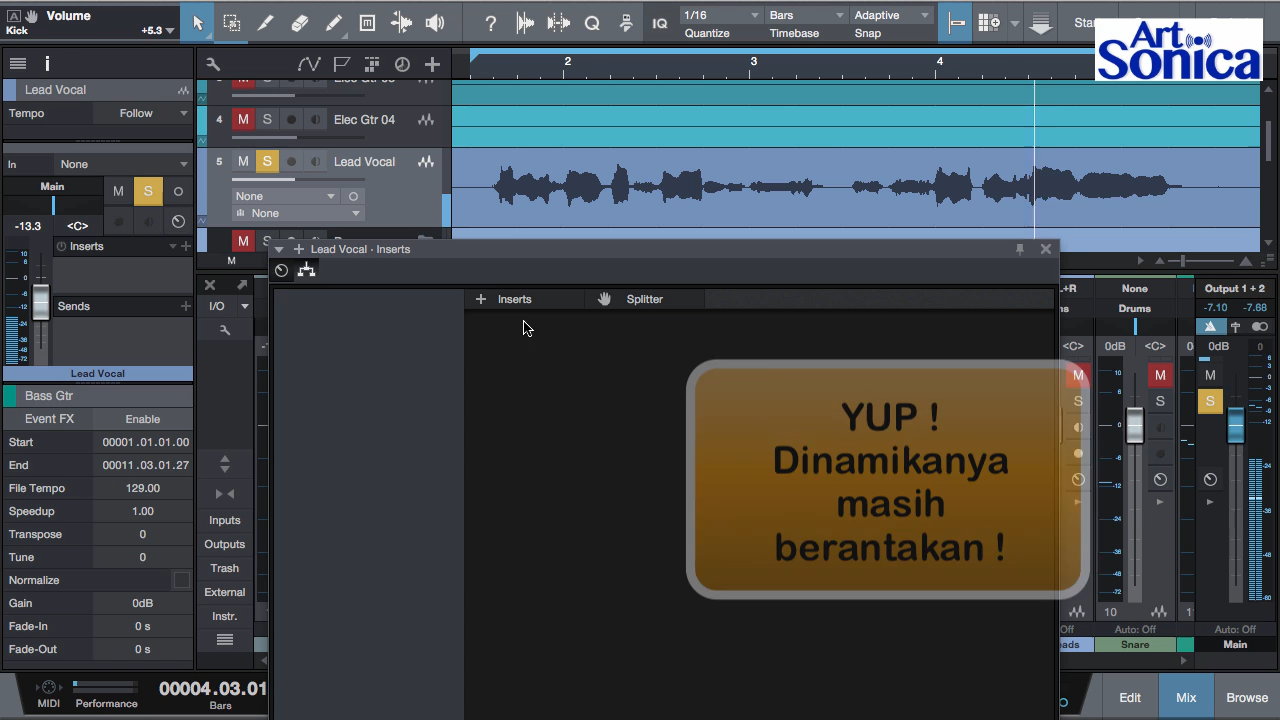 Volume
Kick
+5.3
?
IQ
1/16
Quantize
Bars
Timebase
Adaptive
Snap
Art
Sonica
i
2
3
4
Lead Vocal
Tempo
Follow
4
M
S
Elec Gtr 04
In
None
5
M
S
Lead Vocal
Main
M
S
None
None
-13.3
<C>
Inserts
M
M
Sends
Lead Vocal
Lead Vocal - Inserts
Inserts
Splitter
I/O
L+R
None
Output 1 + 2
Drums
-7.10
-7.88
<C>
0dB
<C>
0dB
M
M
M
S
S
S
YUP !
Dinamikanya
masih
berantakan !
Bass Gtr
Event FX
Enable
Start
00001.01.01.00
End
00011.03.01.27
File Tempo
129.00
Speedup
1.00
Transpose
0
Tune
0
Normalize
Gain
0dB
Fade-In
0 s
Fade-Out
0 s
Inputs
Outputs
Trash
External
Instr.
10
Auto: Off
Auto: Off
Snare
Main
MIDI
Performance
00004.03.01
Bars
Edit
Mix
Browse